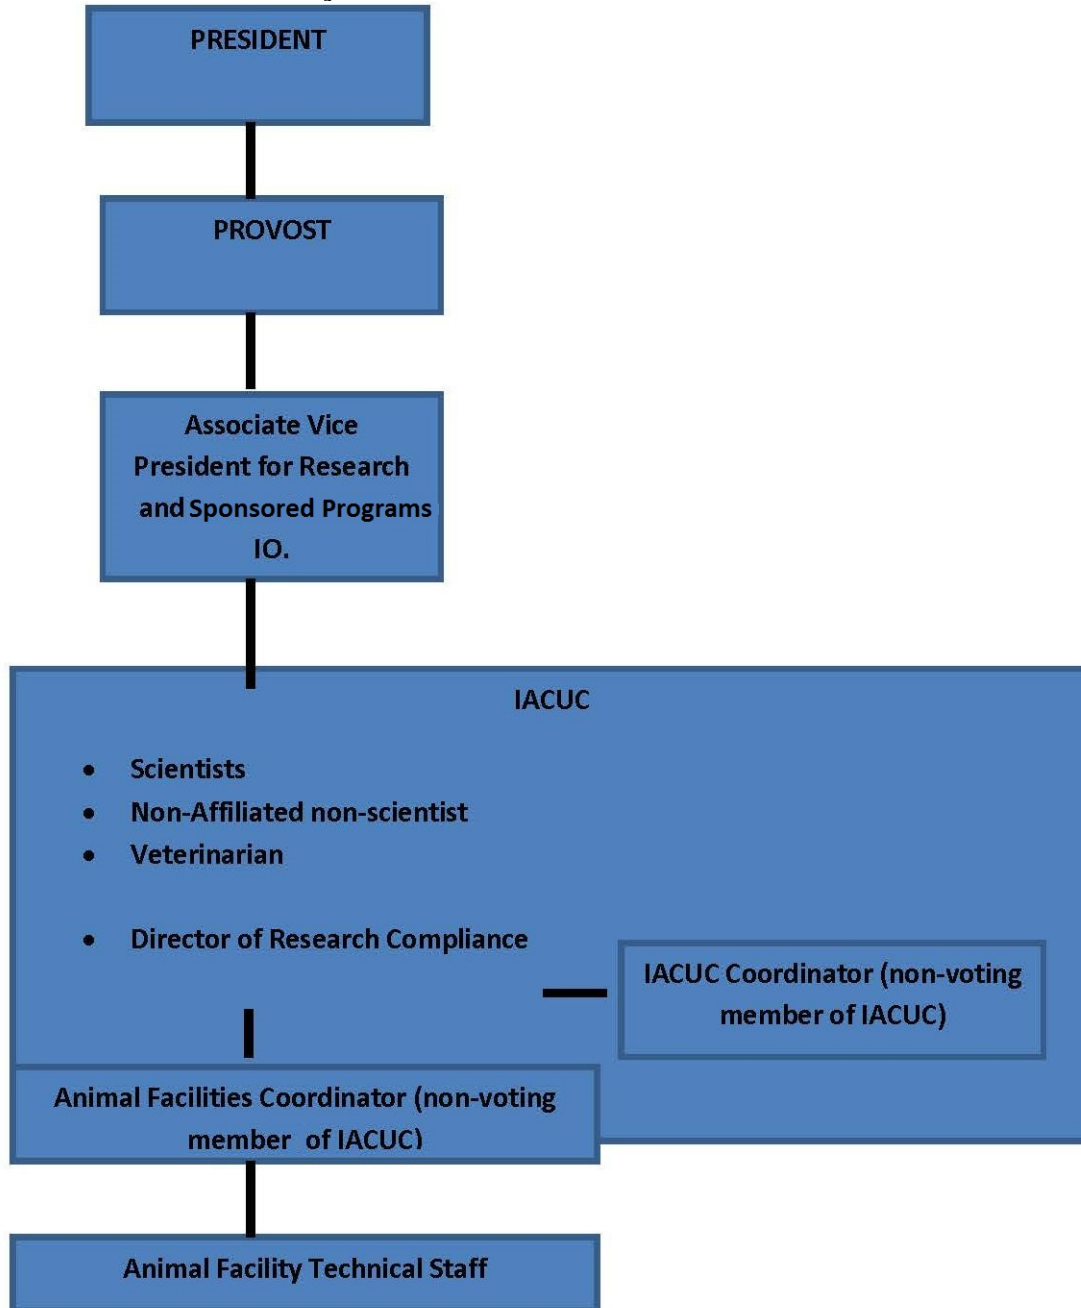 PRESIDENT
PROVOST
Associate Vice
President for Research
and Sponsored Programs
IO.
IACUC
• Scientists
• Non-Affiliated non-scientist
• Veterinarian
• Director of Research Compliance
IACUC Coordinator (non-voting
member of IACUC)
Animal Facilities Coordinator (non-voting
member of IACUC)
Animal Facility Technical Staff